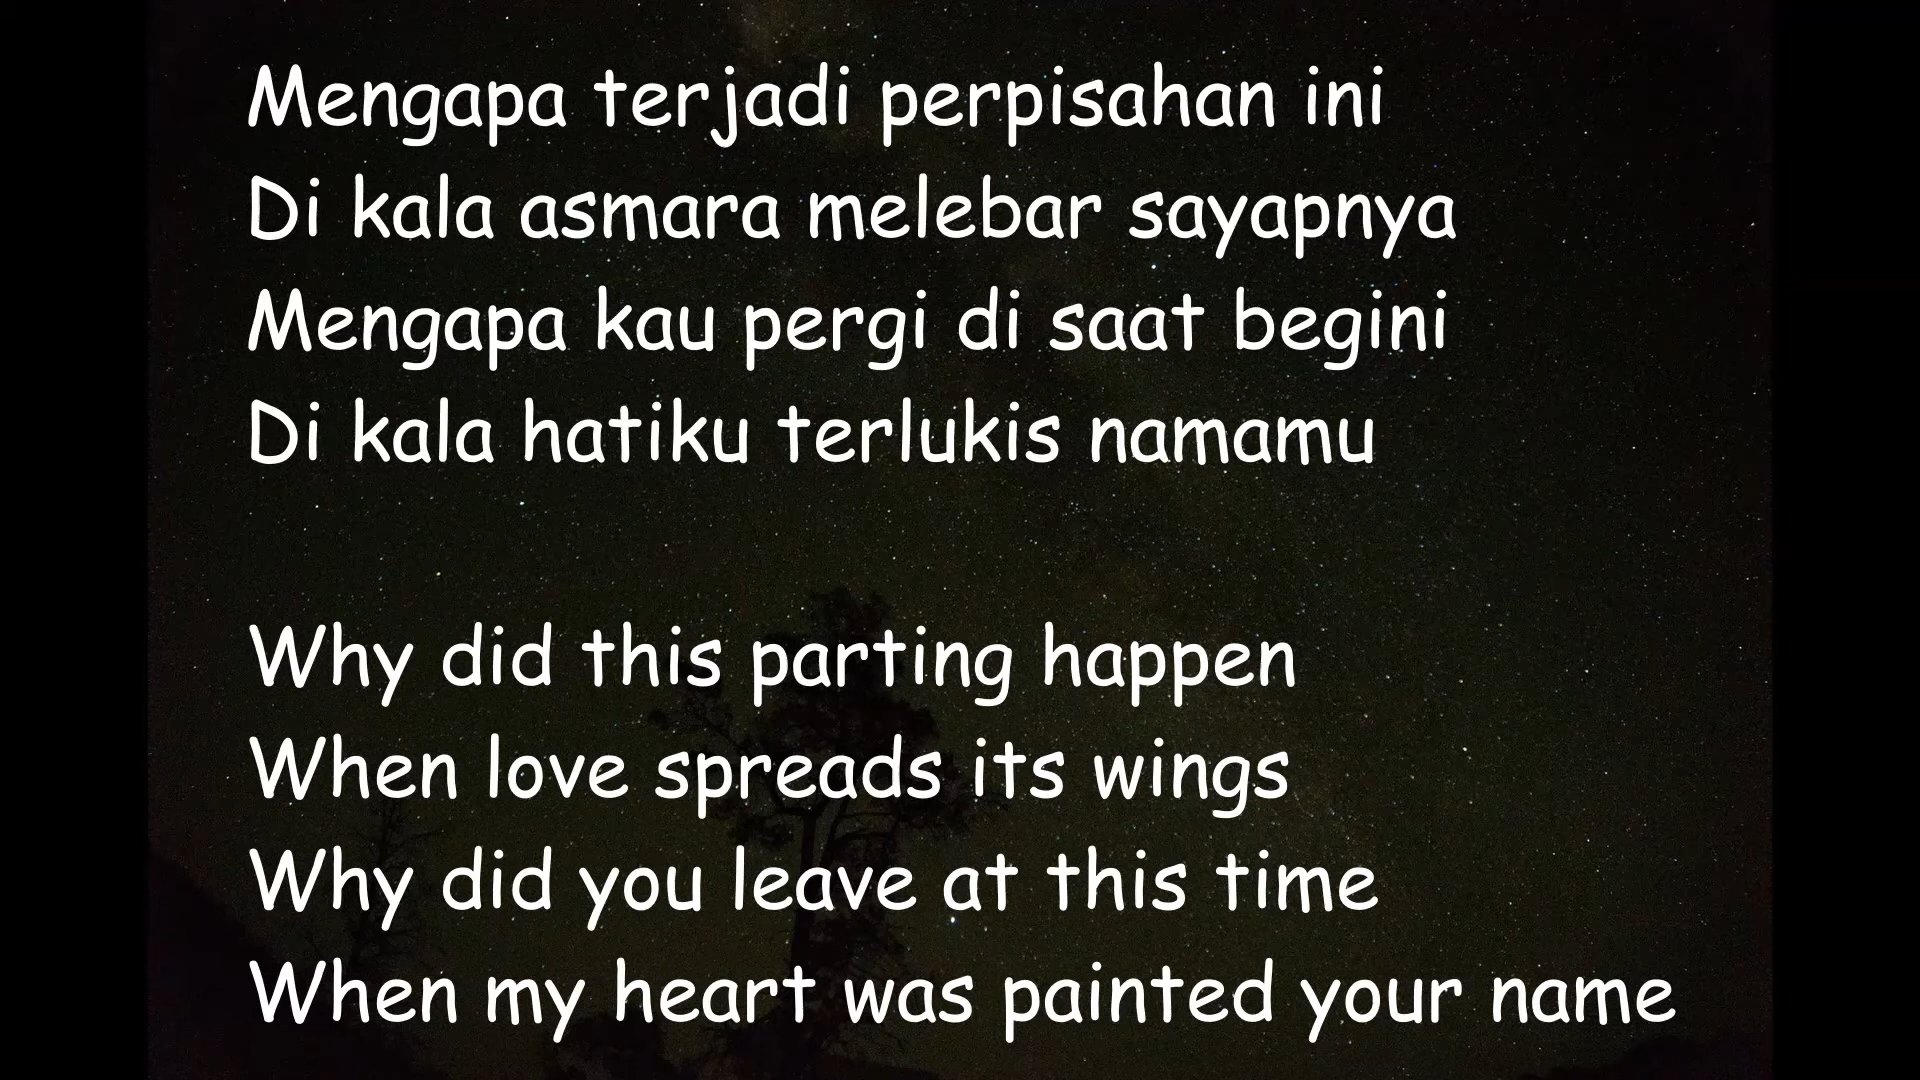 Mengapa terjadi perpisahan ini
Di kala asmara melebar sayapnya
Mengapa kau pergi di saat begini
Di kala hatiku terlukis namamu
Why did this parting happen
When love spreads its wings
Why did you leave at this time
When my heart was painted your name